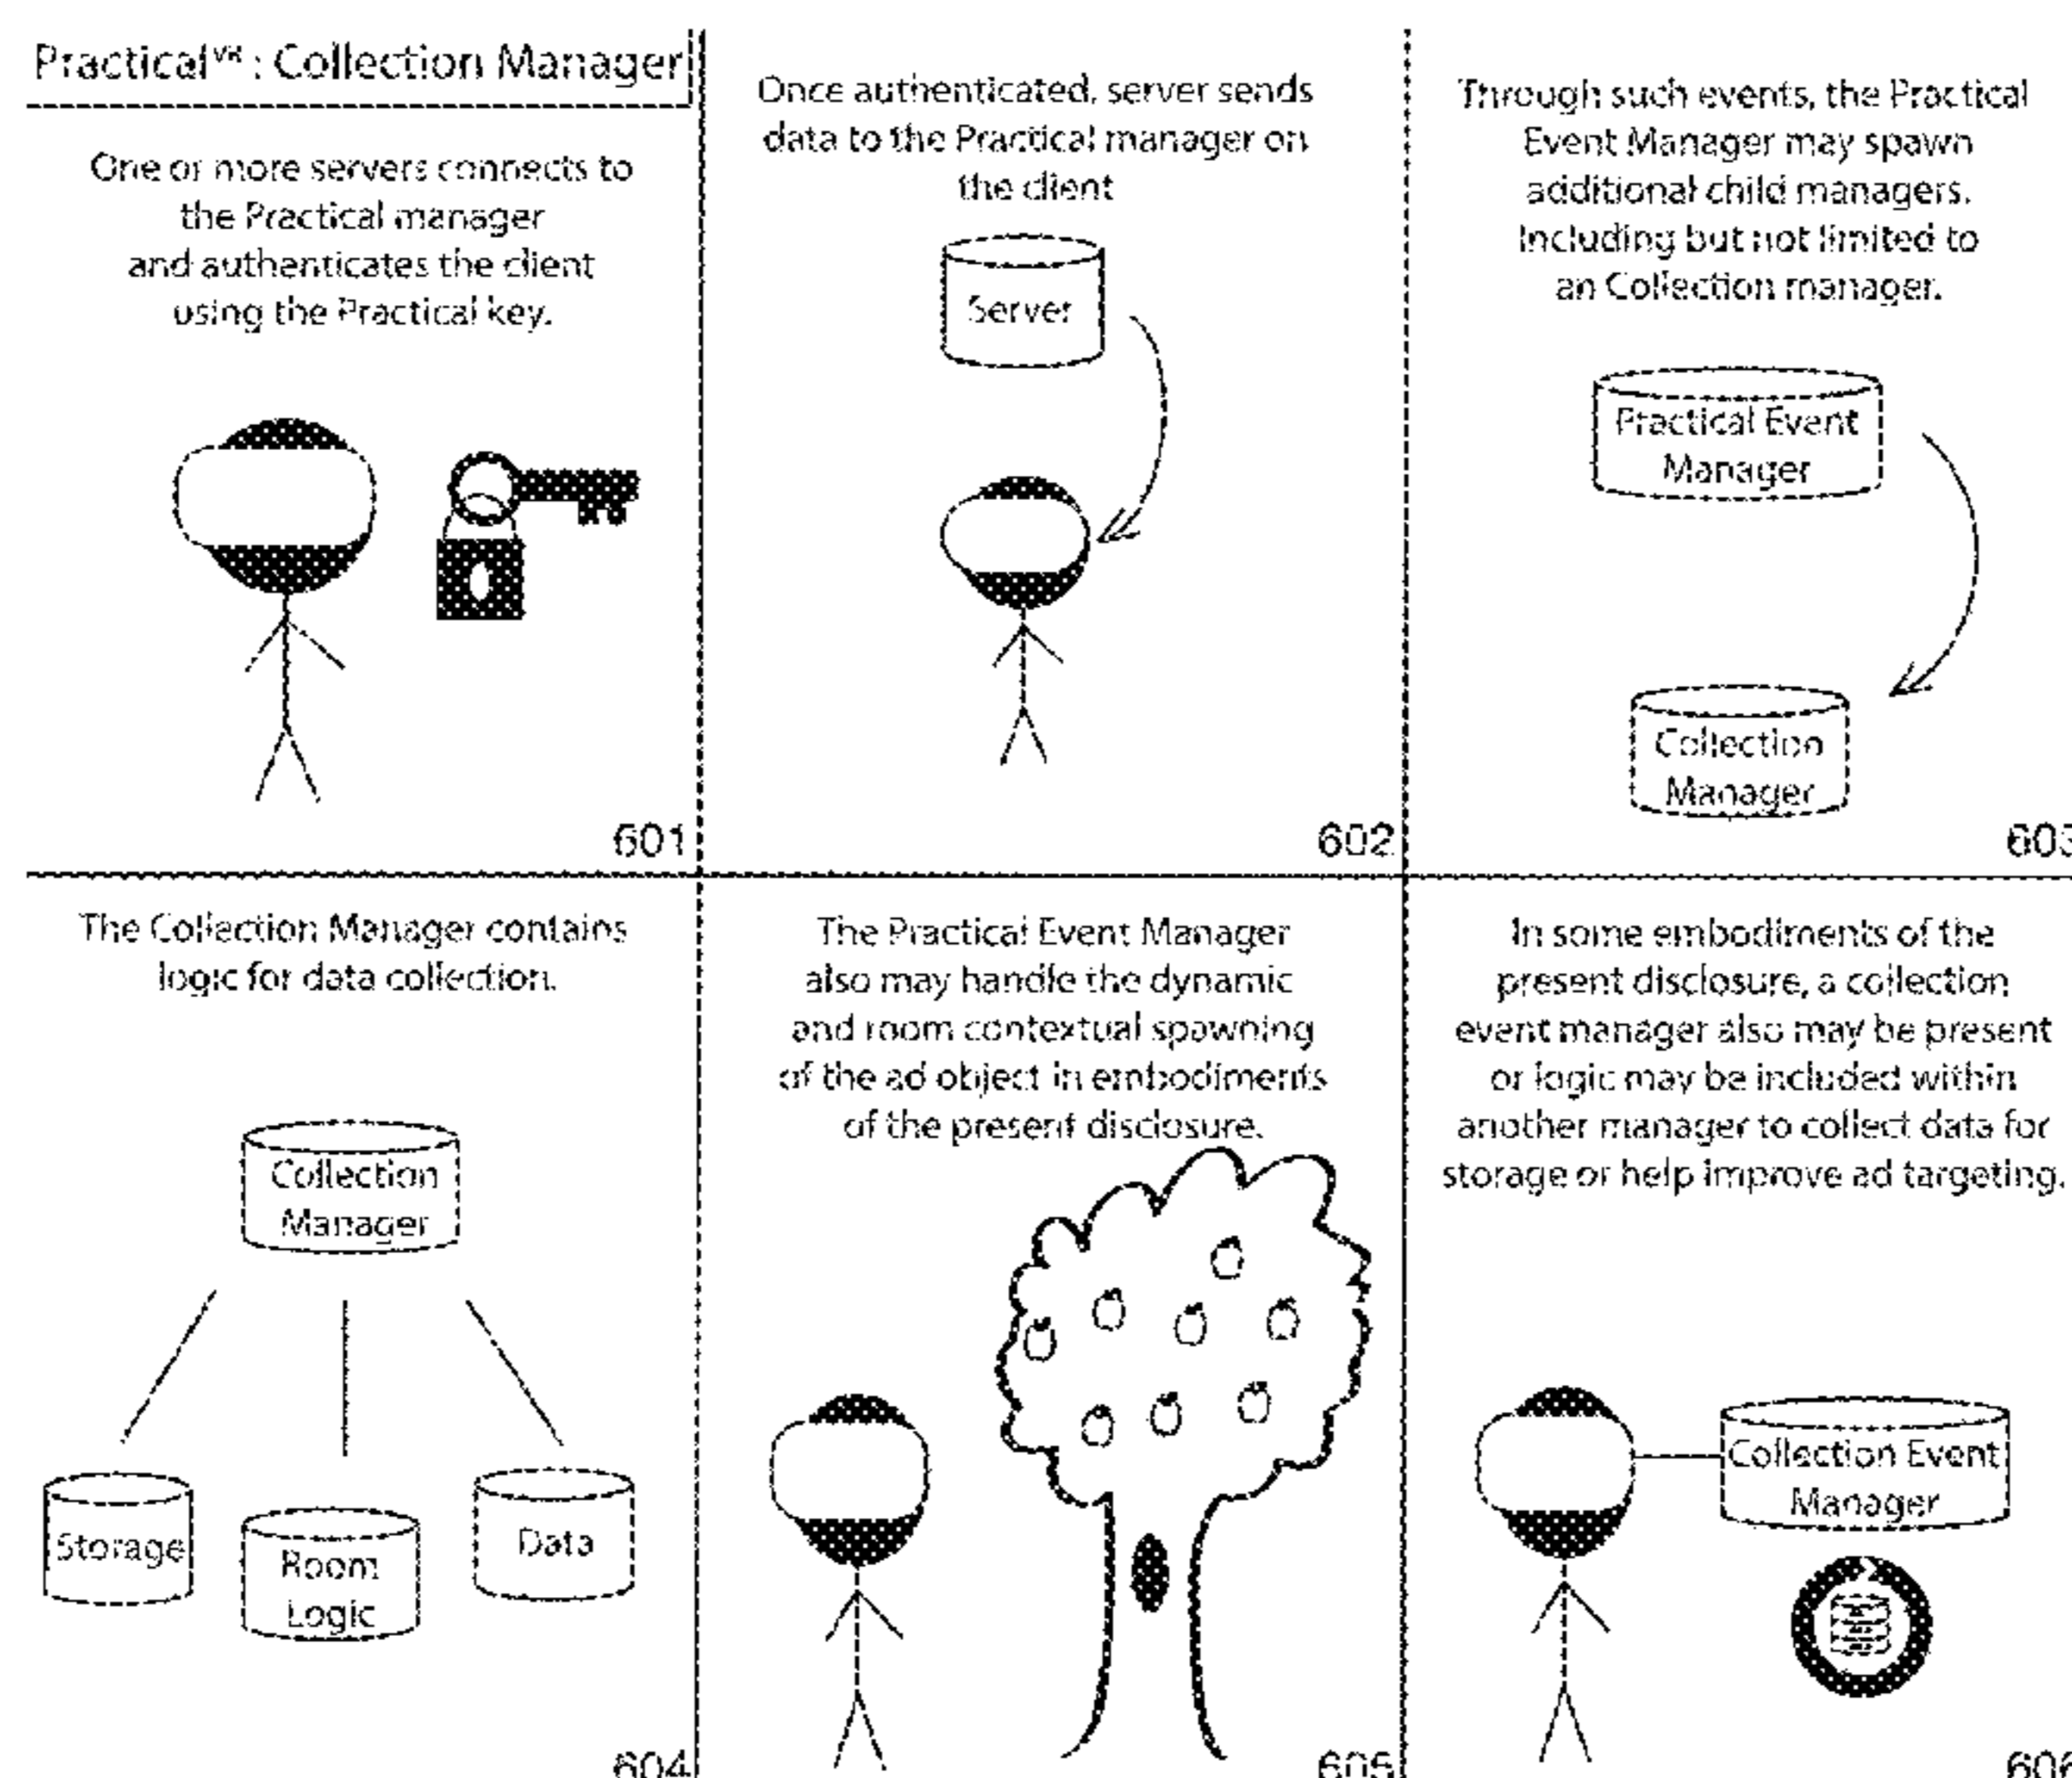 Practical VR : Collection Manager
One or more servers connects to
the Practical manager
and authenticates the client
using the Practical key.
601
Once authenticated, server sends
data to the Practical manager on
the client
Server
602
Through such events, the Practical
Event Manager may spawn
additional child managers.
Including but not limited to
an Collection manager.
Practical Event
Manager
Collection
Manager
603
The Collection Manager contains
logic for data collection.
Collection
Manager
Storage
Room
Logic
Data
604
The Practical Event Manager
also may handle the dynamic
and room contextual spawning
of the ad object in embodiments
of the present disclosure.
605
In some embodiments of the
present disclosure, a collection
event manager also may be present
or logic may be included within
another manager to collect data for
storage or help improve ad targeting.
Collection Event
Manager
606